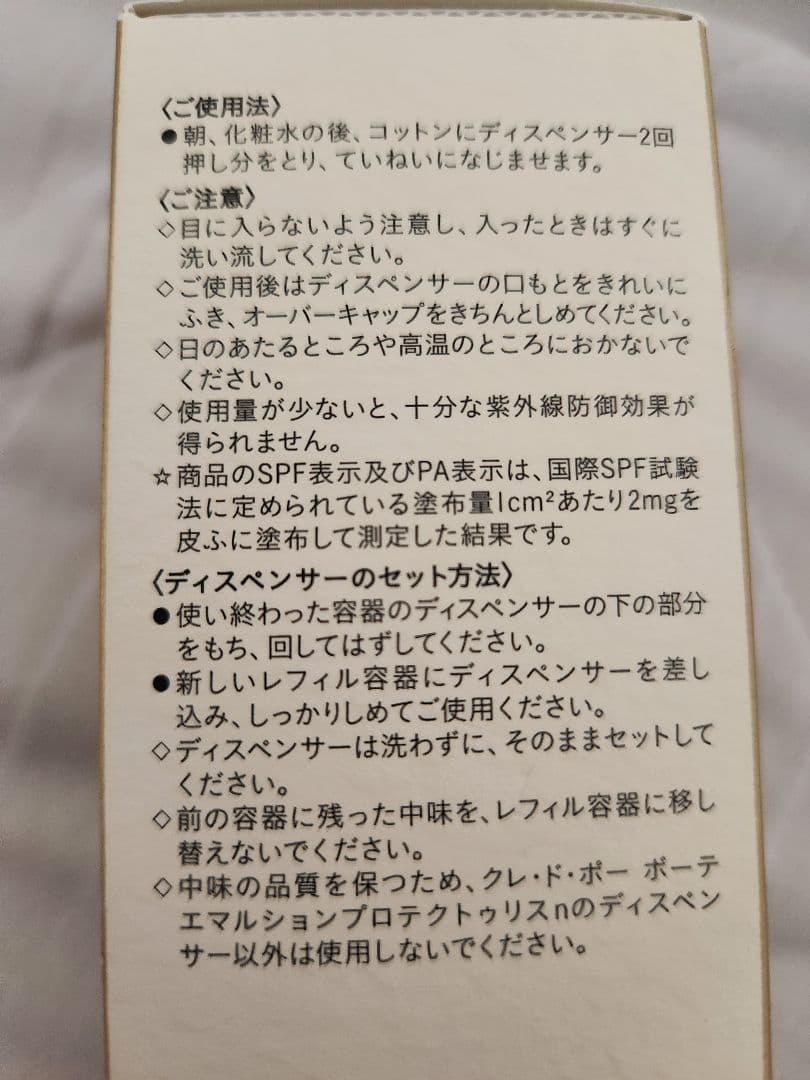 〈ご使用法〉
●朝、化粧水の後、コットンにディスペンサー2回
押し分をとり、ていねいになじませます。
〈ご注意〉
◇目に入らないよう注意し、入ったときはすぐに
洗い流してください。
◇ご使用後はディスペンサーの口もとをきれいに
ふき、オーバーキャップをきちんとしめてください。
◇日のあたるところや高温のところにおかないで
ください。
◇使用量が少ないと、十分な紫外線防御効果が
得られません。
☆商品のSPF表示及びPA表示は、国際SPF試験
法に定められている塗布量1cm²あたり2mgを
皮ふに塗布して測定した結果です。
〈ディスペンサーのセット方法〉
●使い終わった容器のディスペンサーの下の部分
をもち、回してはずしてください。
●新しいレフィル容器にディスペンサーを差し
込み、しっかりしめてご使用ください。
◇ディスペンサーは洗わずに、そのままセットして
ください。
◇前の容器に残った中味を、レフィル容器に移し
替えないでください。
◇中味の品質を保つため、クレ・ド・ポー ボーテ
エマルションプロテクトゥリスnのディスペン
サー以外は使用しないでください。